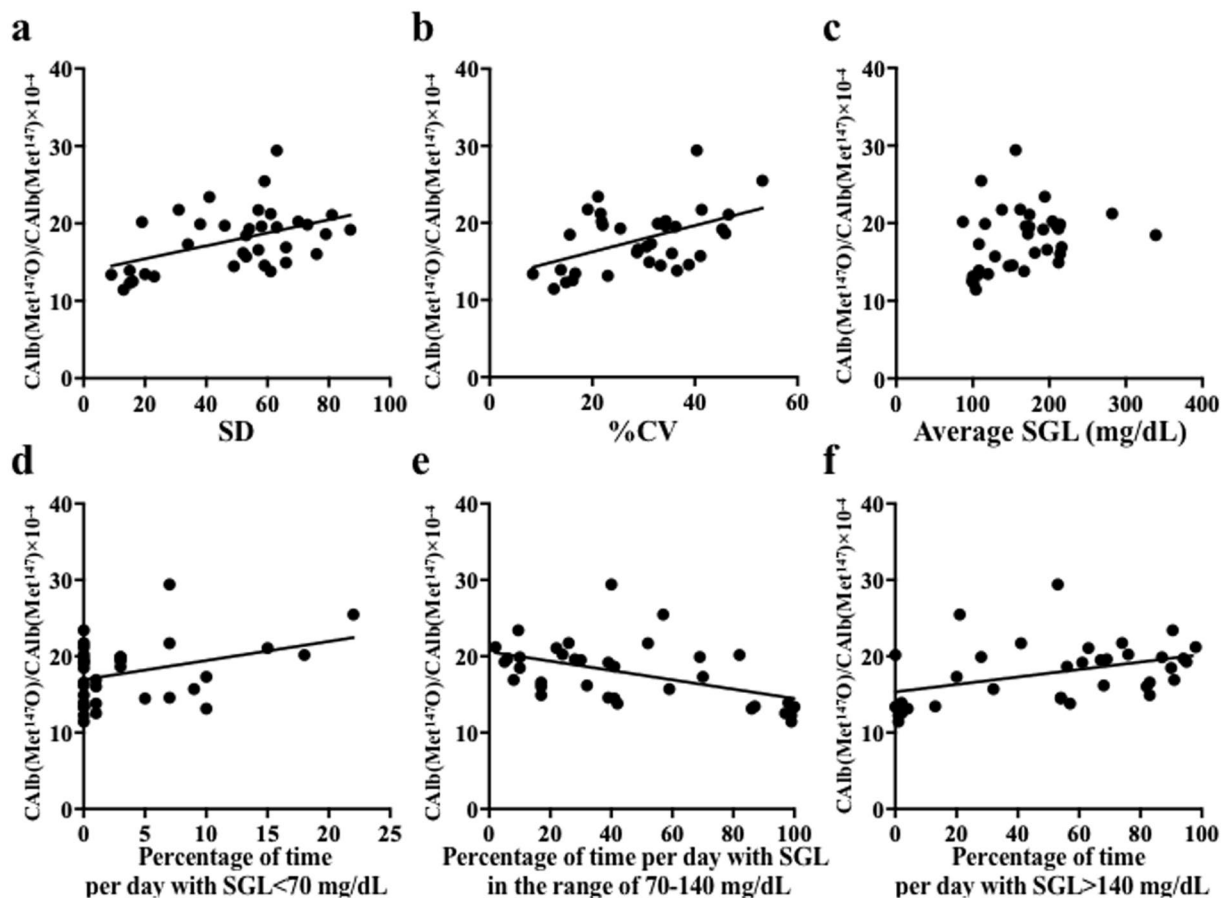 a
CAlb(Met¹⁴⁷O)/CAlb(Met¹⁴⁷)×10⁻⁴
40
30
20
10
0
0 20 40 60 80 100
SD
b
CAlb(Met¹⁴⁷O)/CAlb(Met¹⁴⁷)×10⁻⁴
40
30
20
10
0
0 20 40 60
%CV
c
CAlb(Met¹⁴⁷O)/CAlb(Met¹⁴⁷)×10⁻⁴
40
30
20
10
0
100 200 300 400
Average SGL (mg/dL)
d
CAlb(Met¹⁴⁷O)/CAlb(Met¹⁴⁷)×10⁻⁴
40
30
20
10
0
0 5 10 15 20 25
Percentage of time
per day with SGL<70 mg/dL
e
CAlb(Met¹⁴⁷O)/CAlb(Met¹⁴⁷)×10⁻⁴
40
30
20
10
0
0 20 40 60 80 100
Percentage of time per day with SGL
in the range of 70-140 mg/dL
f
CAlb(Met¹⁴⁷O)/CAlb(Met¹⁴⁷)×10⁻⁴
40
30
20
10
0
0 20 40 60 80 100
Percentage of time
per day with SGL>140 mg/dL